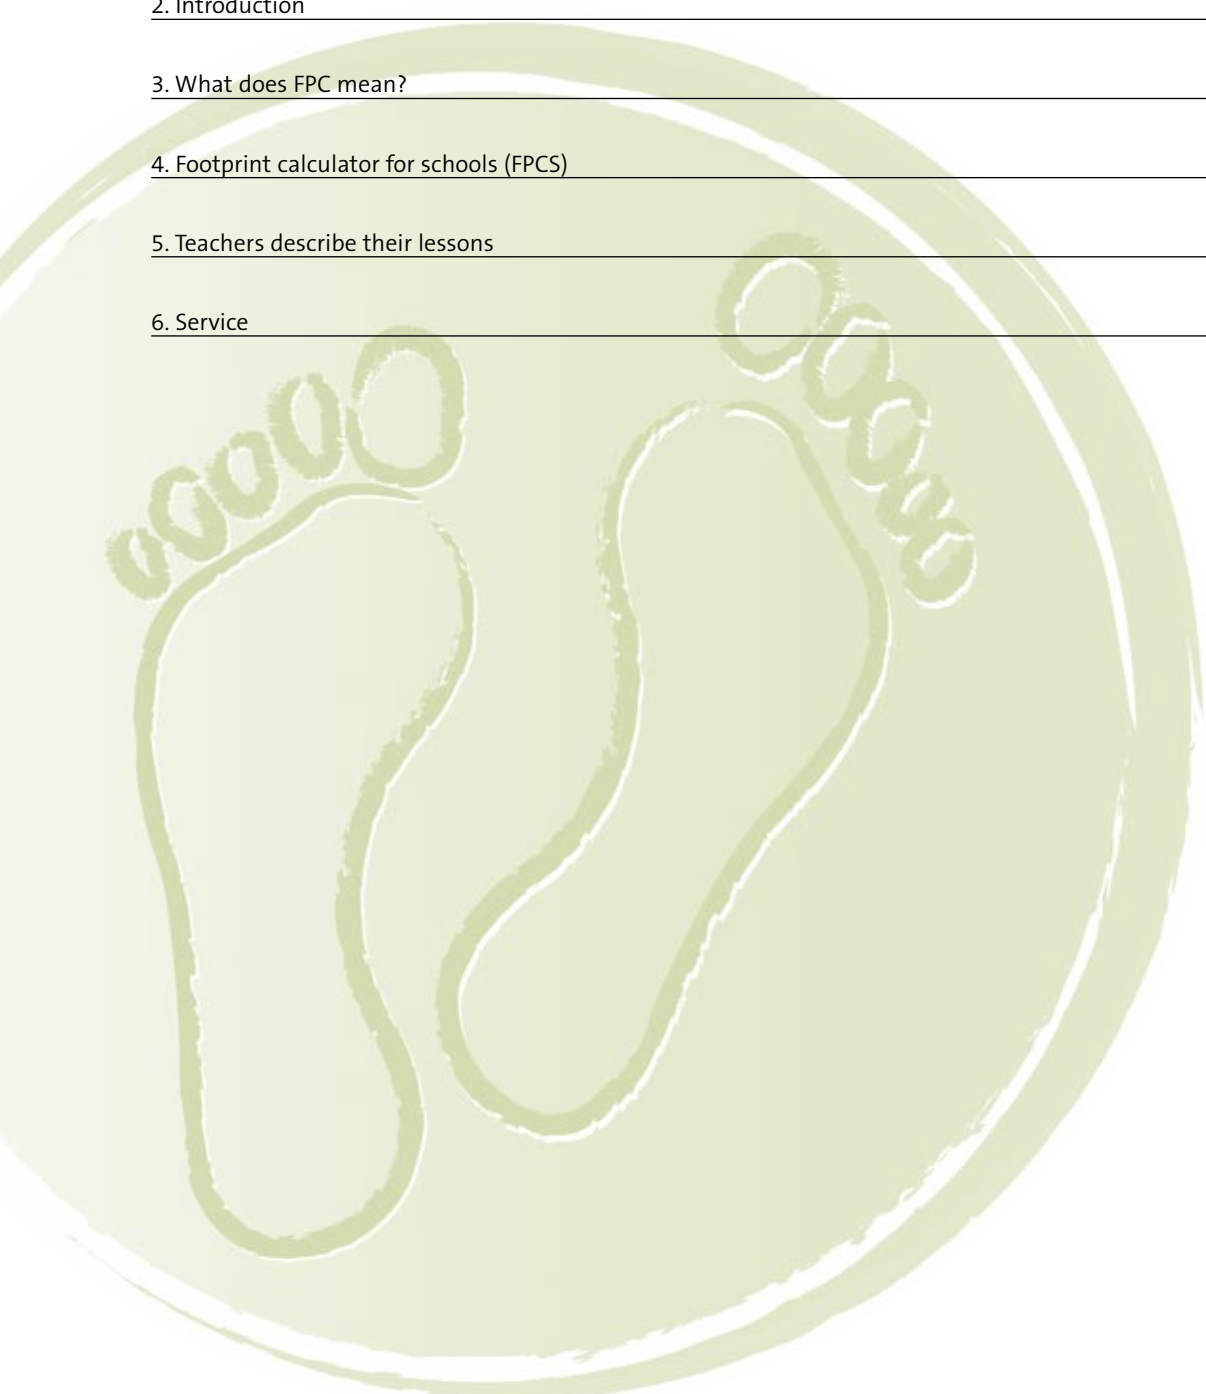 2. Introduction
3. What does FPC mean?
4. Footprint calculator for schools (FPCS)
5. Teachers describe their lessons
6. Service